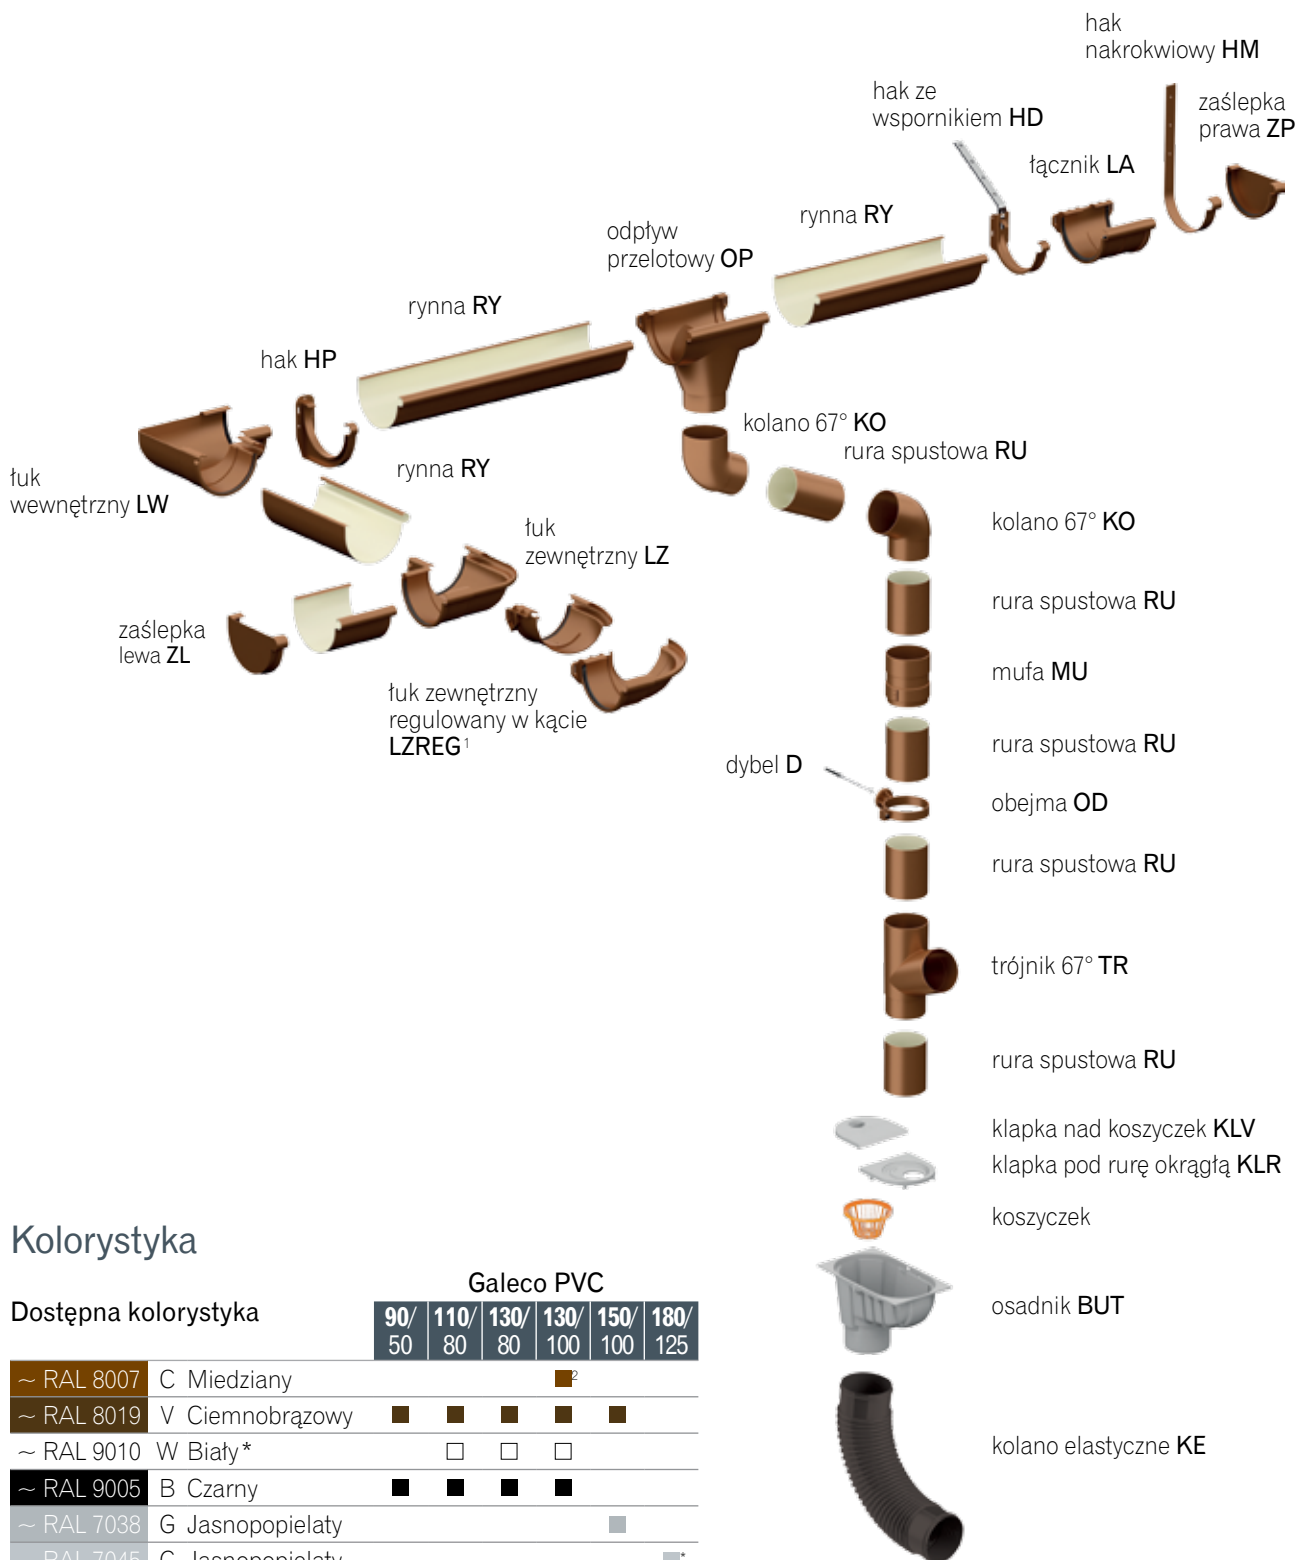 hak
nakrokwiowy HM
hak ze
wspornikiem HD
zaślepka
prawa ZP
łącznik LA
rynna RY
odpływ
przelotowy OP
rynna RY
hak HP
kolano 67° KO
rura spustowa RU
łuk
wewnętrzny LW
rynna RY
łuk
zewnętrzny LZ
kolano 67° KO
rura spustowa RU
zaślepka
lewa ZL
mufa MU
łuk zewnętrzny
regulowany w kącie
LZREG¹
rura spustowa RU
dybel D
obejma OD
rura spustowa RU
trójnik 67° TR
rura spustowa RU
klapka nad koszyczek KLV
klapka pod rurę okrągłą KLR
koszyczek
osadnik BUT
kolano elastyczne KE
Kolorystyka
Galeco PVC
Dostępna kolorystyka 90/50 110/80 130/80 130/100 150/100 180/125
~ RAL 8007 C Miedziany ■²
~ RAL 8019 V Ciemnobrązowy ■ ■ ■ ■ ■
~ RAL 9010 W Biały* □ □ □
~ RAL 9005 B Czarny ■ ■ ■ ■
~ RAL 7038 G Jasnopopielaty ■
~ RAL 7045 G Jasnopopielaty ■*